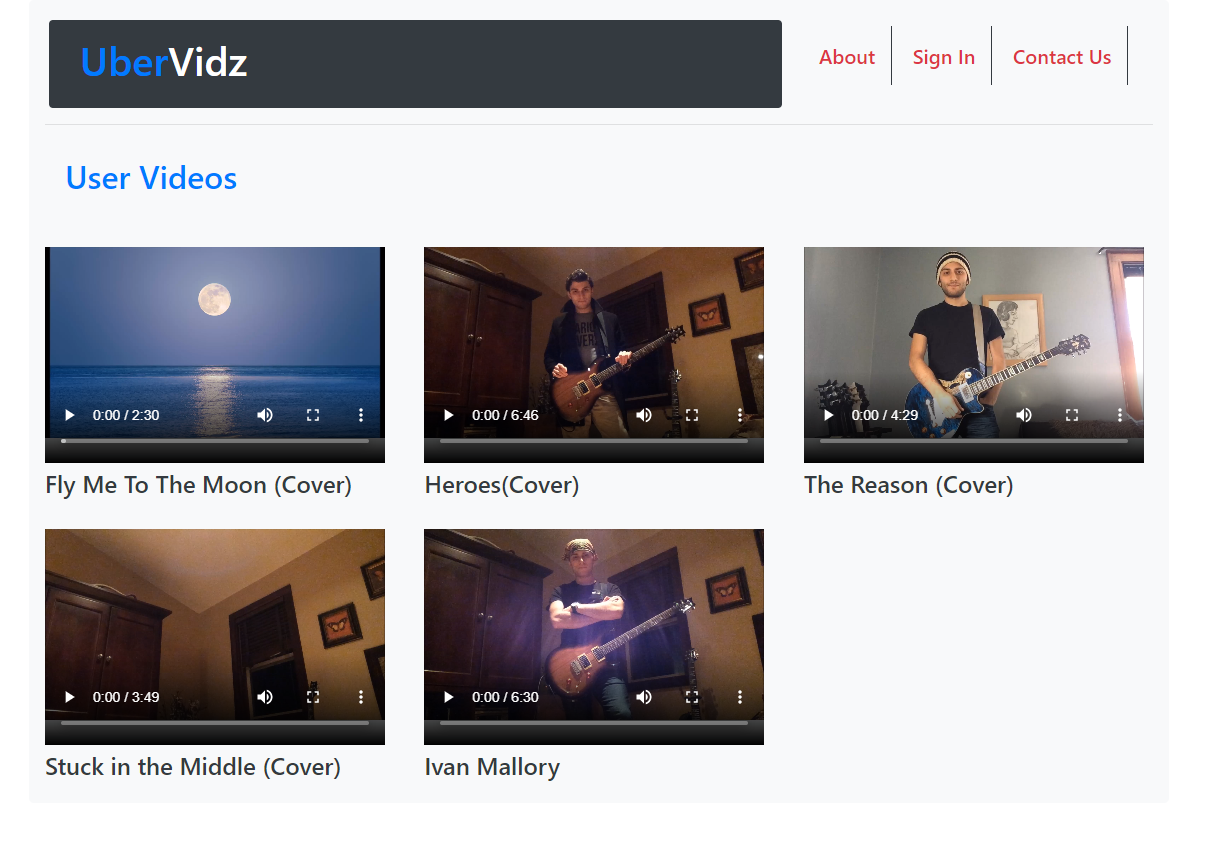 UberVidz
About
Sign In
Contact Us
User Videos
0:00 / 2:30
0:00 / 6:46
0:00 / 4:29
Fly Me To The Moon (Cover)
Heroes(Cover)
The Reason (Cover)
0:00 / 3:49
0:00 / 6:30
Stuck in the Middle (Cover)
Ivan Mallory